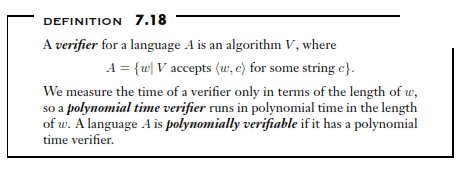 DEFINITION 7.18
A verifier for a language A is an algorithm V, where
A = {w| V accepts ⟨w, c⟩ for some string c}.
We measure the time of a verifier only in terms of the length of w,
so a polynomial time verifier runs in polynomial time in the length
of w. A language A is polynomially verifiable if it has a polynomial
time verifier.